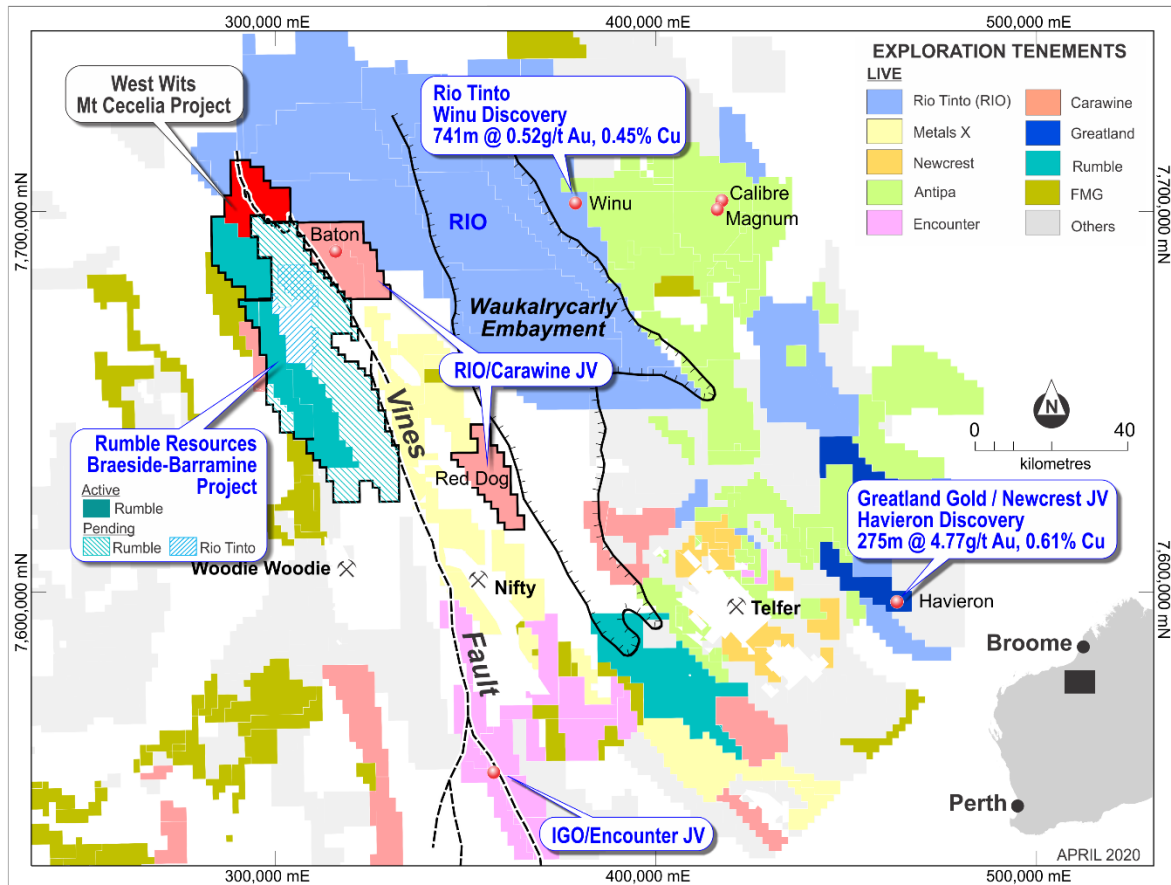 300,000 mE
400,000 mE
500,000 mE
West Wits
Mt Cecelia Project
Rio Tinto
Winu Discovery
741m @ 0.52g/t Au, 0.45% Cu
EXPLORATION TENEMENTS
LIVE
Rio Tinto (RIO)
Metals X
Newcrest
Antipa
Encounter
Carawine
Greatland
Rumble
FMG
Others
7,700,000 mN
7,700,000 mN
Baton
RIO
Winu
Calibre
Magnum
Waukalrycarly
Embayment
RIO/Carawine JV
Vines
N
0
40
kilometres
Rumble Resources
Braeside-Barramine
Project
Active
Rumble
Pending
Rumble
Rio Tinto
Red Dog
Greatland Gold / Newcrest JV
Havieron Discovery
275m @ 4.77g/t Au, 0.61% Cu
7,600,000 mN
7,600,000 mN
Woodie Woodie
Nifty
Telfer
Havieron
Fault
Broome
Perth
IGO/Encounter JV
APRIL 2020
300,000 mE
400,000 mE
500,000 mE